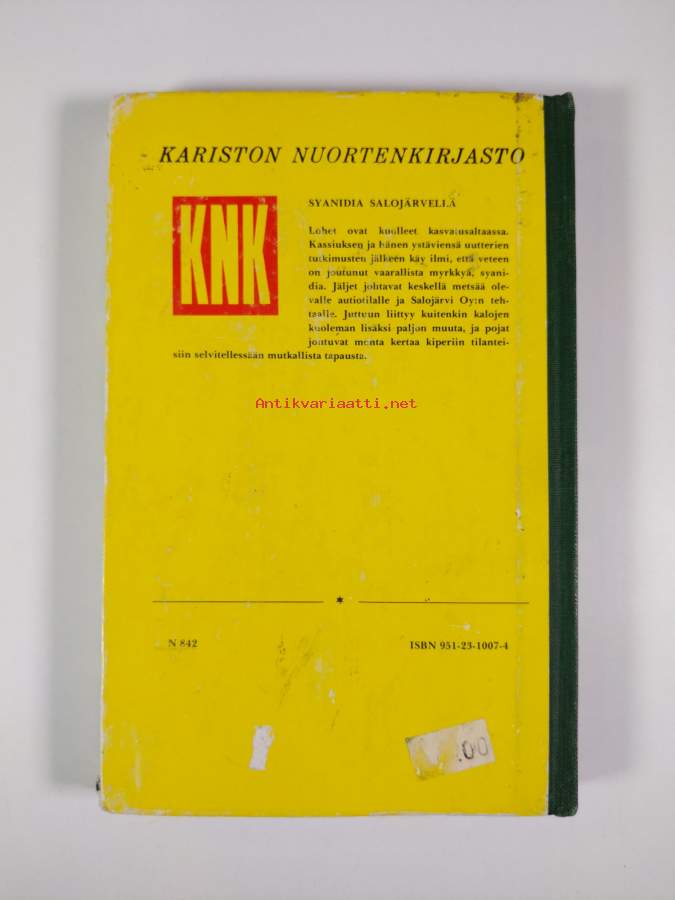 KARISTON NUORTENKIRJASTO
KNK
SYANIDIA SALOJÄRVELLÄ
Lohet ovat kuolleet kasvatusaltaassa.
Kassiuksen ja hänen ystäviensä uutterien
tutkimusten jälkeen käy ilmi, että veteen
on joutunut vaarallista myrkkyä, syani-
dia. Jäljet johtavat keskellä metsää ole-
valle autiotilalle ja Salojärvi Oy:n teh-
taalle. Juttuun liittyy kuitenkin kalojen
kuoleman lisäksi paljon muuta, ja pojat
joutuvat monta kertaa kiperiin tilantei-
siin selvitellessään mutkallista tapausta.
Antikvariaatti.net
N 842
ISBN 951-23-1007-4
.00